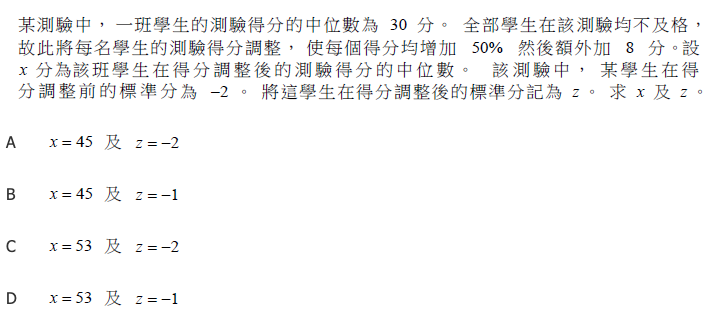 某測驗中， 一班學生的測驗得分的中位數為 30 分。 全部學生在該測驗均不及格，
故此將每名學生的測驗得分調整， 使每個得分均增加 50% 然後額外加 8 分。設
x 分為該班學生在得分調整後的測驗得分的中位數。 該測驗中， 某學生在得
分調整前的標準分為 −2 。 將這學生在得分調整後的標準分記為 z 。 求 x 及 z 。
A x = 45 及 z = −2
B x = 45 及 z = −1
C x = 53 及 z = −2
D x = 53 及 z = −1